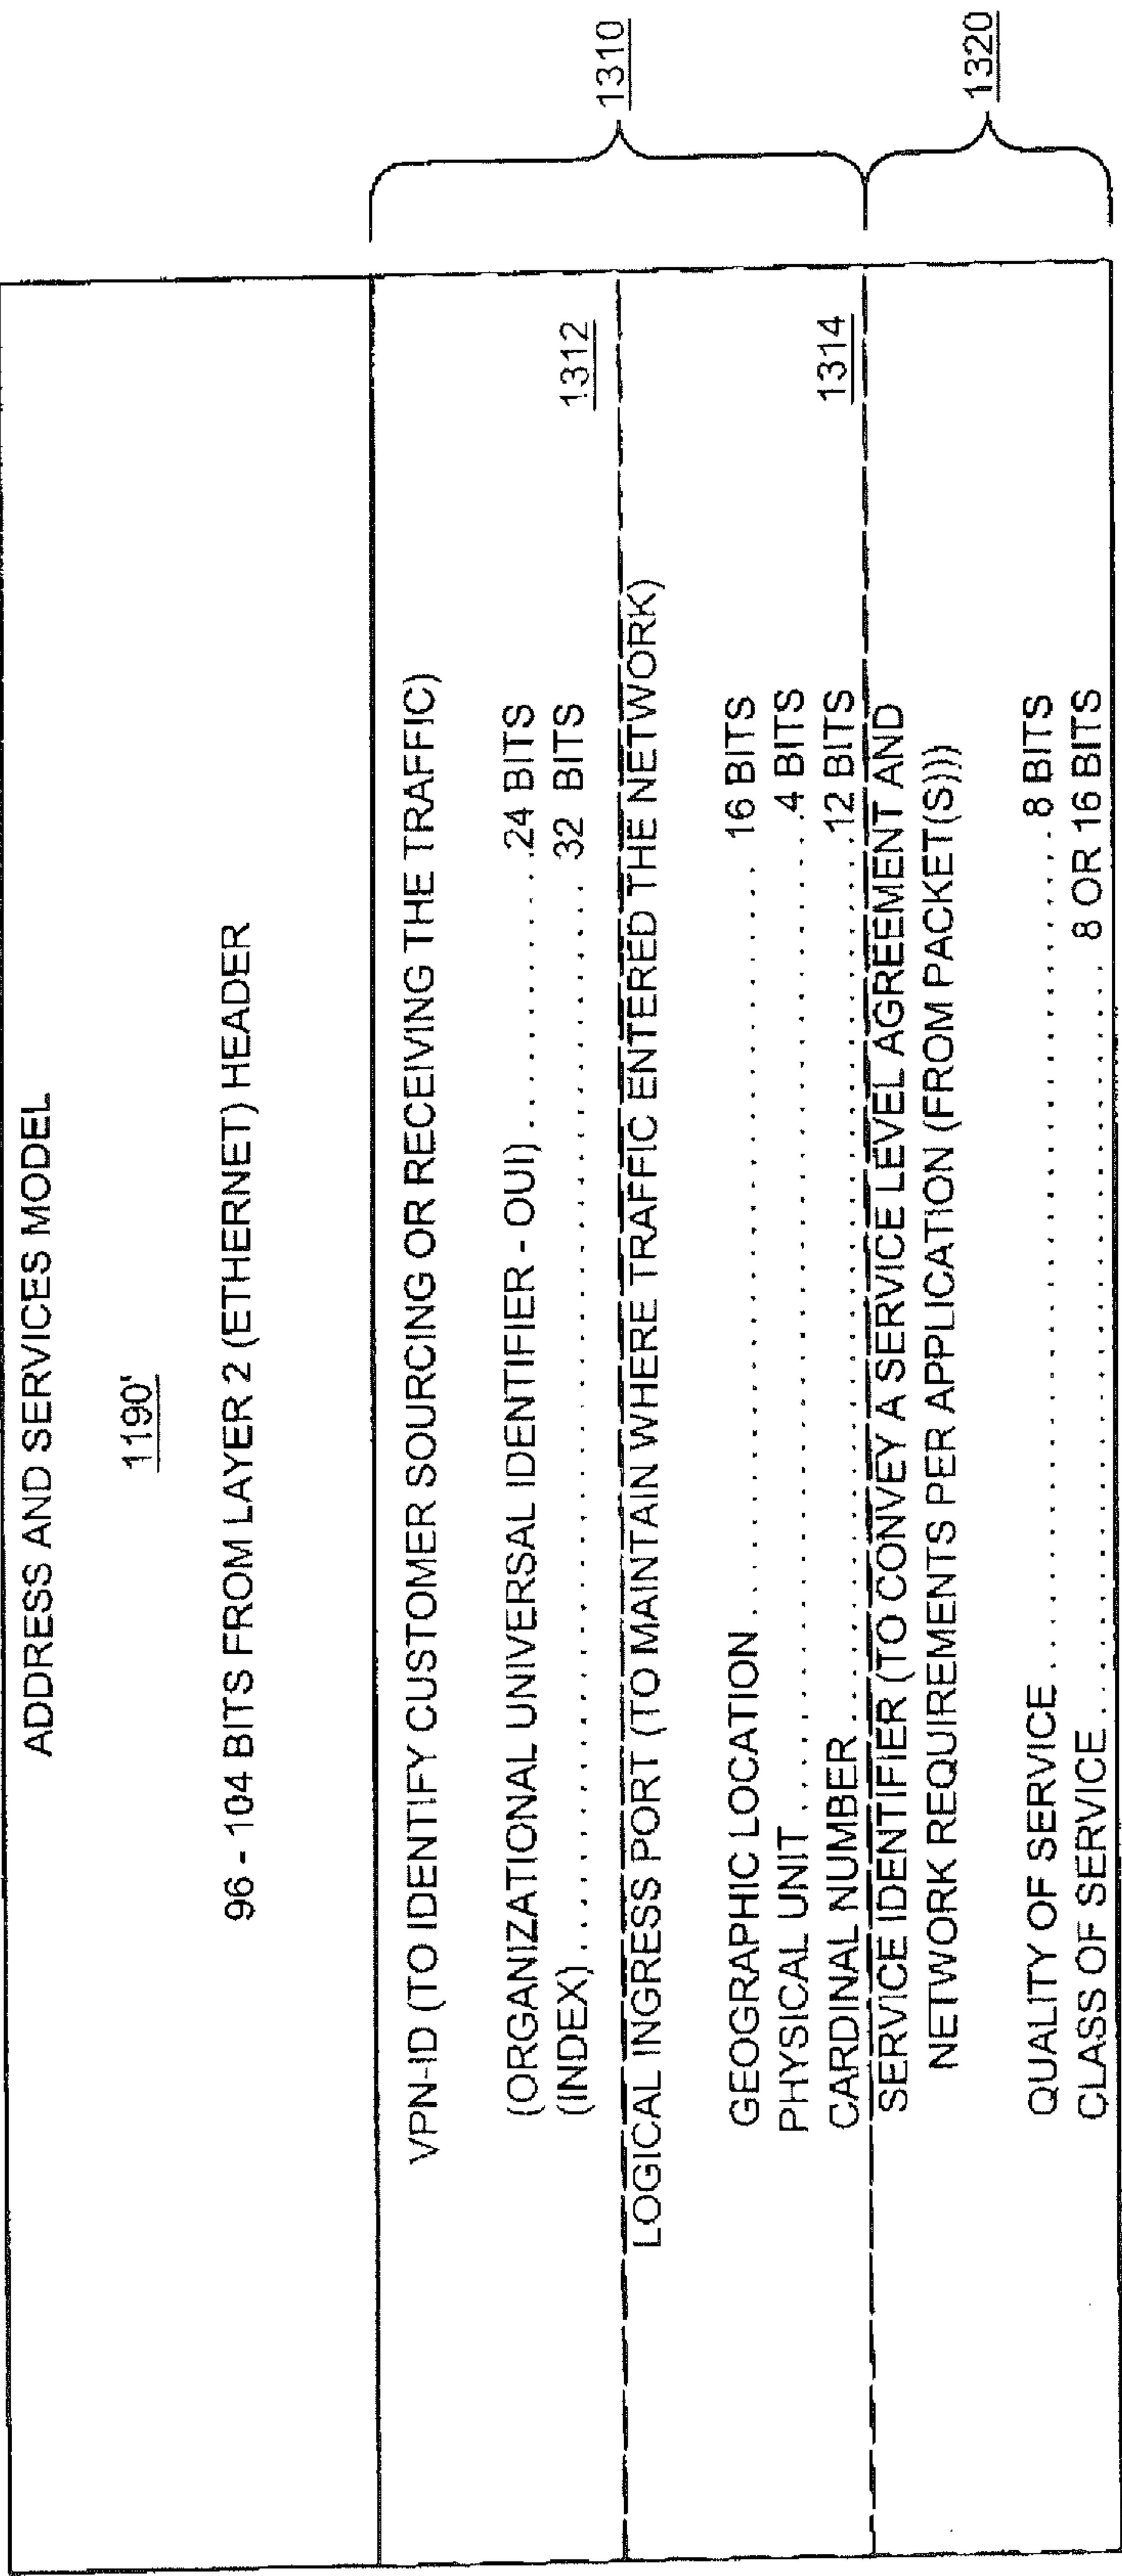 ADDRESS AND SERVICES MODEL
1190'
96 - 104 BITS FROM LAYER 2 (ETHERNET) HEADER
VPN-ID (TO IDENTIFY CUSTOMER SOURCING OR RECEIVING THE TRAFFIC)
(ORGANIZATIONAL UNIVERSAL IDENTIFIER - OUI) .......... 24 BITS
(INDEX) .............................. 32 BITS
1312
LOGICAL INGRESS PORT (TO MAINTAIN WHERE TRAFFIC ENTERED THE NETWORK)
1310
GEOGRAPHIC LOCATION .................... 16 BITS
PHYSICAL UNIT .............................. 4 BITS
CARDINAL NUMBER .......................... 12 BITS
1314
SERVICE IDENTIFIER (TO CONVEY A SERVICE LEVEL AGREEMENT AND
NETWORK REQUIREMENTS PER APPLICATION (FROM PACKET(S)))
1320
QUALITY OF SERVICE .......................... 8 BITS
CLASS OF SERVICE ...................... 8 OR 16 BITS